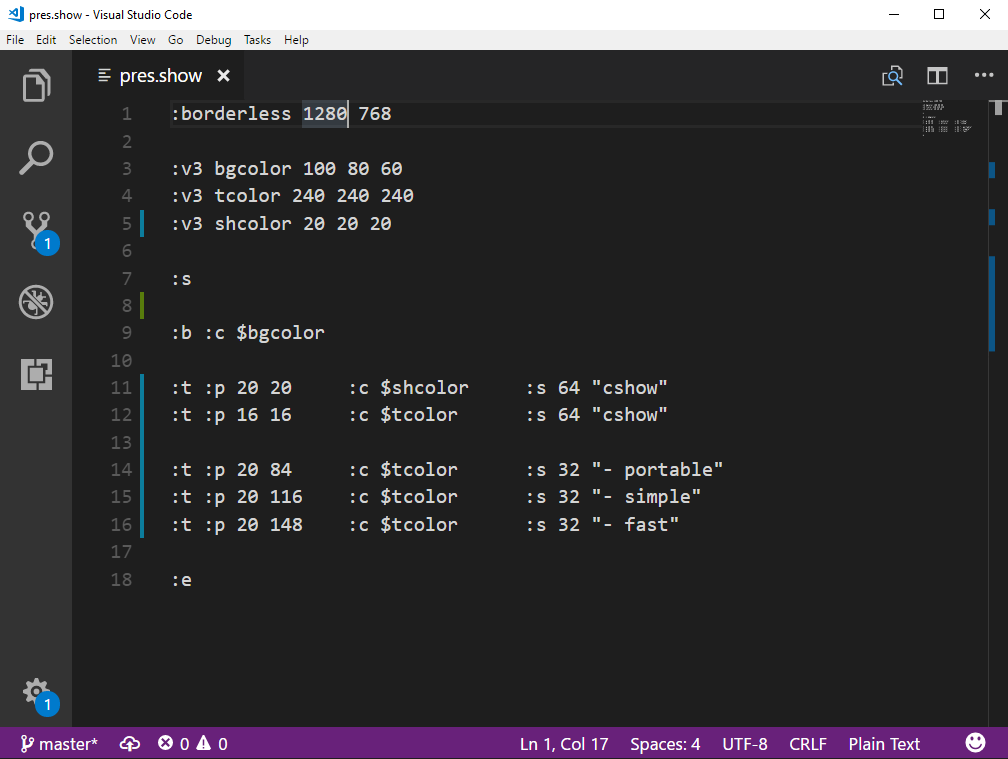 pres.show - Visual Studio Code
File Edit Selection View Go Debug Tasks Help
pres.show
1 :borderless 1280 768
2
3 :v3 bgcolor 100 80 60
4 :v3 tcolor 240 240 240
5 :v3 shcolor 20 20 20
6
7 :s
8
9 :b :c $bgcolor
10
11 :t :p 20 20 :c $shcolor :s 64 "cshow"
12 :t :p 16 16 :c $tcolor :s 64 "cshow"
13
14 :t :p 20 84 :c $tcolor :s 32 "- portable"
15 :t :p 20 116 :c $tcolor :s 32 "- simple"
16 :t :p 20 148 :c $tcolor :s 32 "- fast"
17
18 :e
1
1
master* 0 0 Ln 1, Col 17 Spaces: 4 UTF-8 CRLF Plain Text